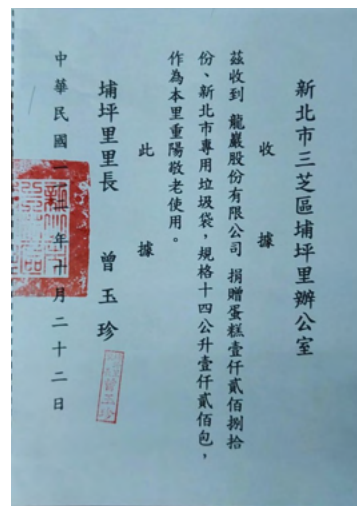 新北市三芝區埔坪里辦公室
收據
茲收到 龍巖股份有限公司 捐贈蛋糕壹仟貳佰捌拾
份、新北市專用垃圾袋，規格十四公升壹仟貳佰包，
作為本里重陽敬老使用。
此據
埔坪里里長 曾玉珍
中華民國一一二年十月二十二日